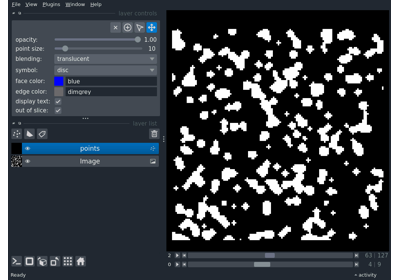 File View Plugins Window Help
layer controls
opacity: 1.00
point size: 10
blending: translucent
symbol: disc
face color: blue
edge color: dimgrey
display text:
out of slice:
layer list
points
Image
2 63 127
0 4 9
Ready activity